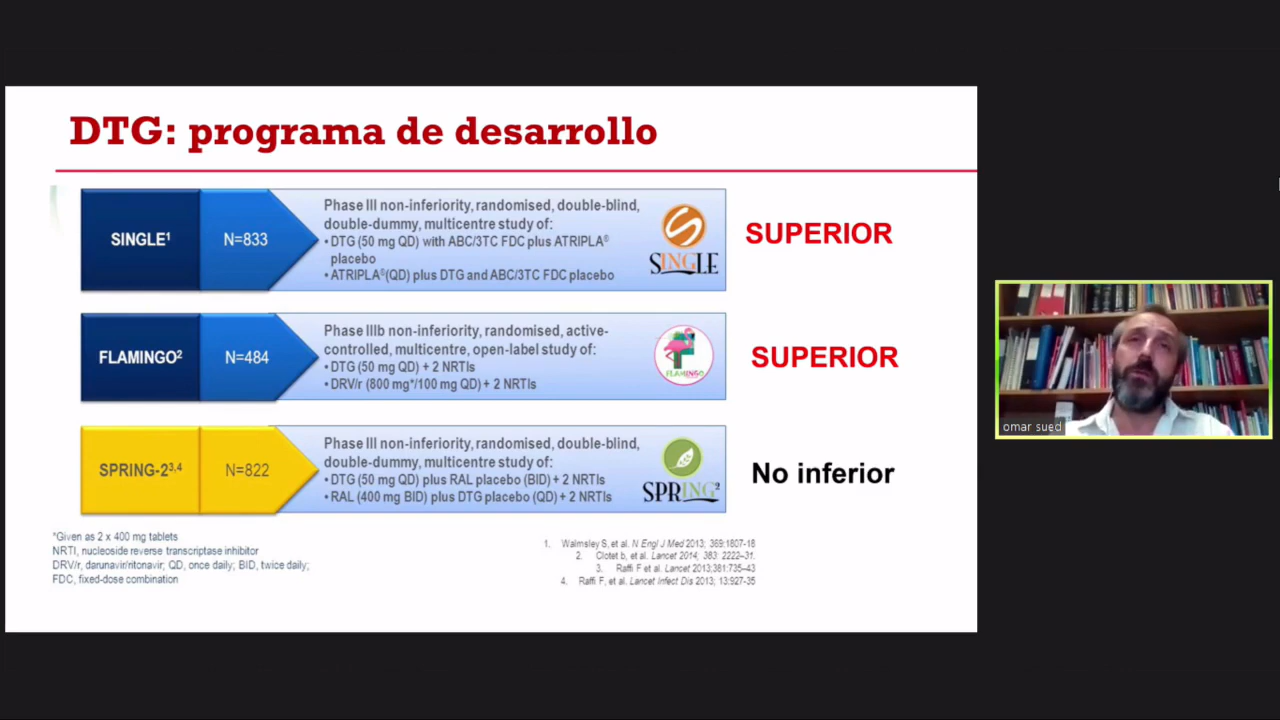 DTG: programa de desarrollo
SINGLE¹
N=833
Phase III non-inferiority, randomised, double-blind,
double-dummy, multicentre study of:
• DTG (50 mg QD) with ABC/3TC FDC plus ATRIPLA®
placebo
• ATRIPLA®(QD) plus DTG and ABC/3TC FDC placebo
SINGLE
SUPERIOR
FLAMINGO²
N=484
Phase IIIb non-inferiority, randomised, active-
controlled, multicentre, open-label study of:
• DTG (50 mg QD) + 2 NRTIs
• DRV/r (800 mg*/100 mg QD) + 2 NRTIs
FLAMINGO
SUPERIOR
SPRING-2³,⁴
N=822
Phase III non-inferiority, randomised, double-blind,
double-dummy, multicentre study of:
• DTG (50 mg QD) plus RAL placebo (BID) + 2 NRTIs
• RAL (400 mg BID) plus DTG placebo (QD) + 2 NRTIs
SPRING²
No inferior
*Given as 2 x 400 mg tablets
NRTI, nucleoside reverse transcriptase inhibitor
DRV/r, darunavir/ritonavir; QD, once daily; BID, twice daily;
FDC, fixed-dose combination
1. Walmsley S, et al. N Engl J Med 2013; 369:1807-18
2. Clotet b, et al. Lancet 2014; 383: 2222–31.
3. Raffi F et al. Lancet 2013;381:735–43
4. Raffi F, et al. Lancet Infect Dis 2013; 13:927-35
omar sued